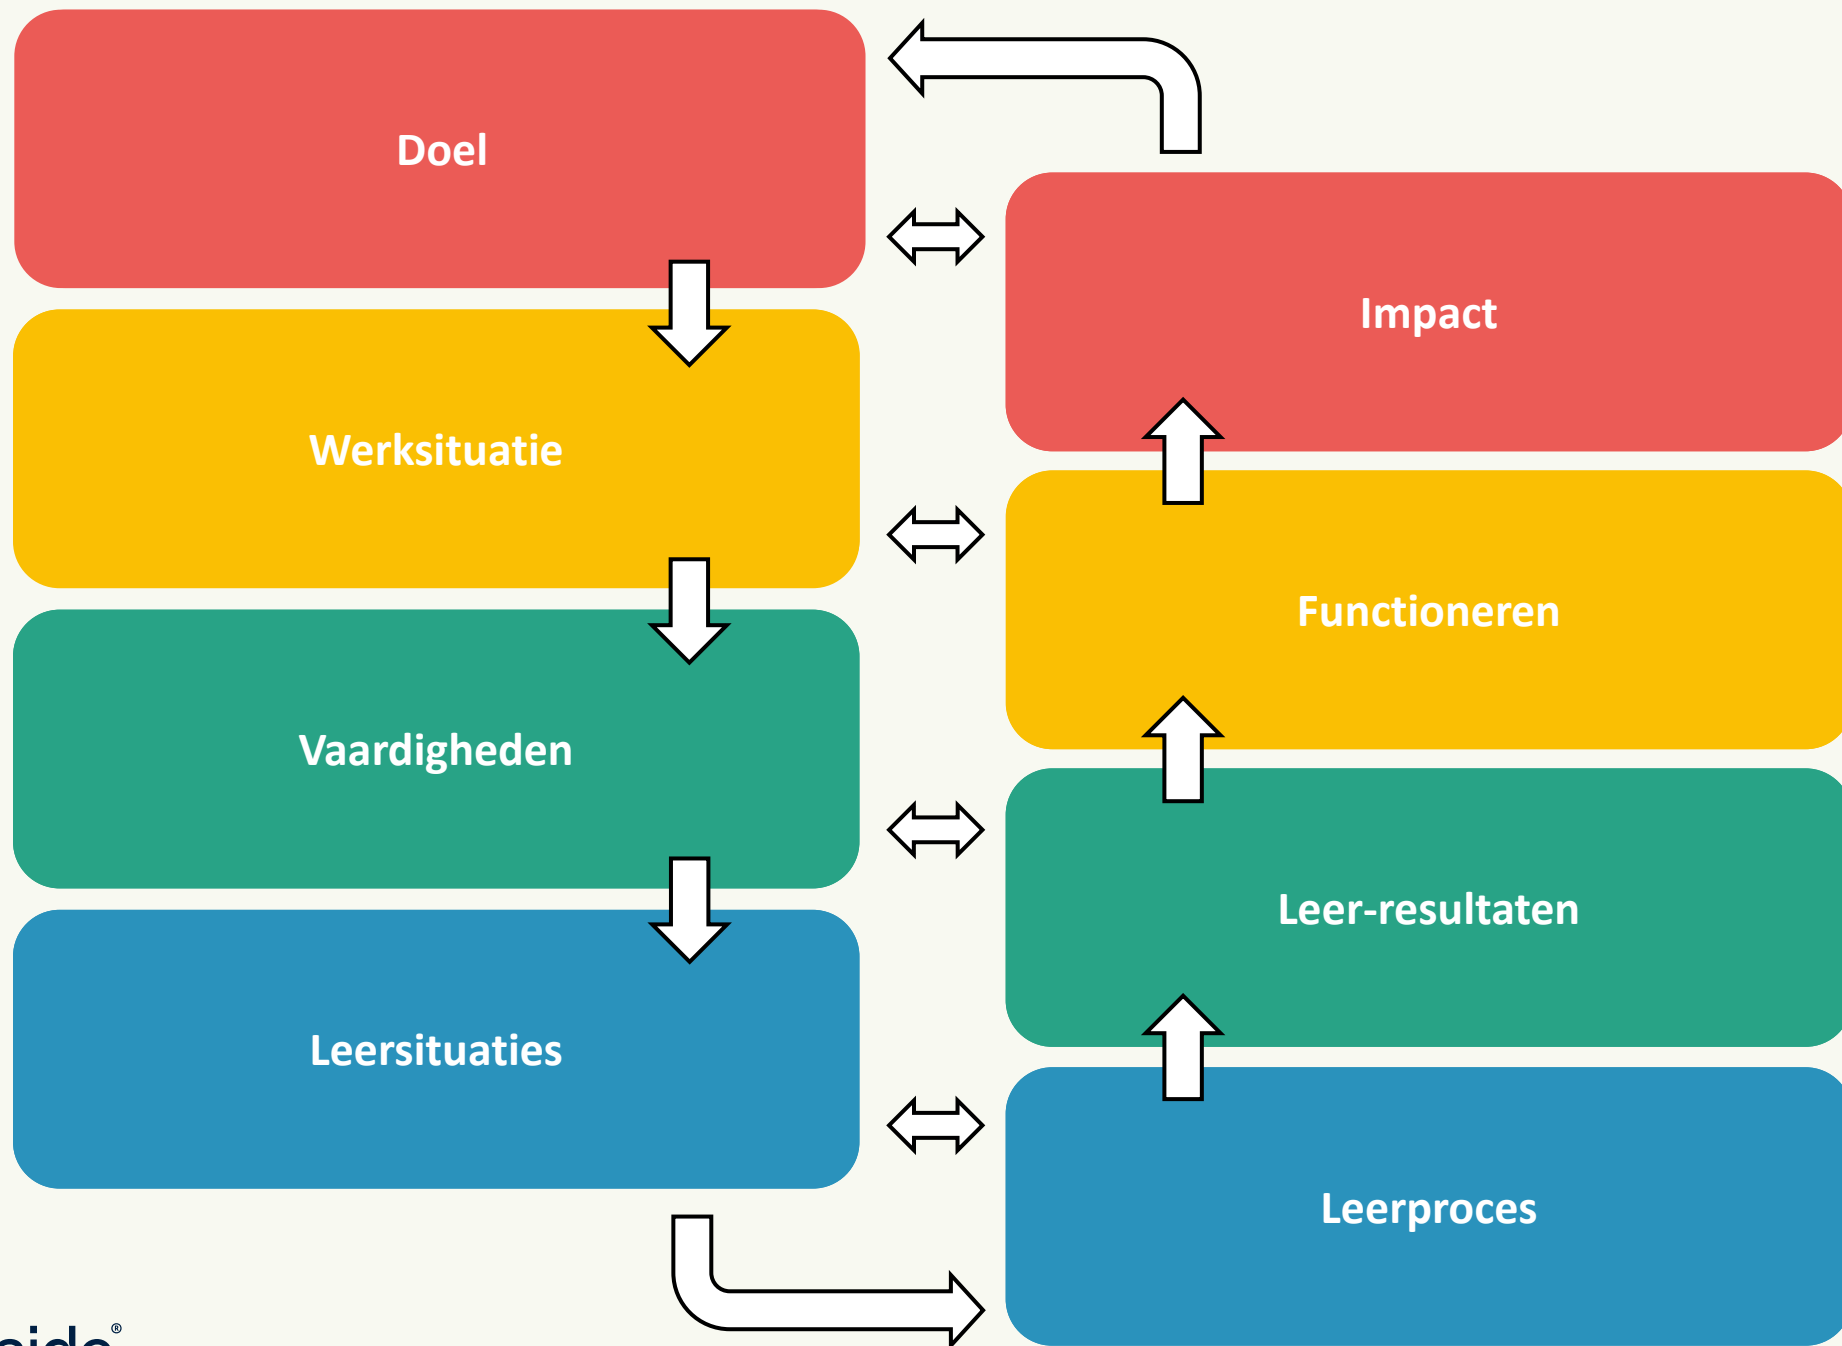 Doel
Impact
Werksituatie
Functioneren
Vaardigheden
Leer-resultaten
Leersituaties
Leerproces